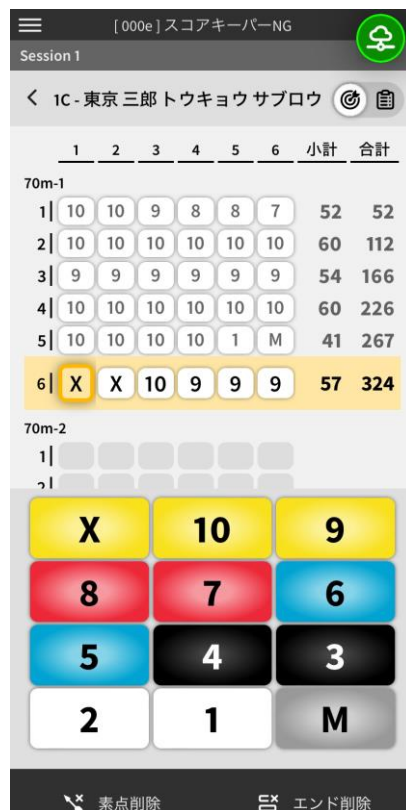 [ 000e ] スコアキーパーNG
Session 1
1C - 東京 三郎 トウキョウ サブロウ
1 2 3 4 5 6 小計 合計
70m-1
1 10 10 9 8 8 7 52 52
2 10 10 10 10 10 10 60 112
3 9 9 9 9 9 9 54 166
4 10 10 10 10 10 10 60 226
5 10 10 10 10 1 M 41 267
6 X X 10 9 9 9 57 324
70m-2
1
2
X 10 9
8 7 6
5 4 3
2 1 M
素点削除 エンド削除